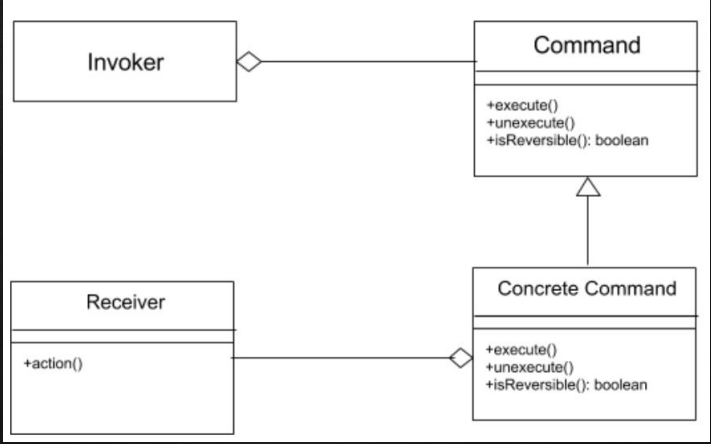 Invoker
Command
+execute()
+unexecute()
+isReversible(): boolean
Receiver
+action()
Concrete Command
+execute()
+unexecute()
+isReversible(): boolean